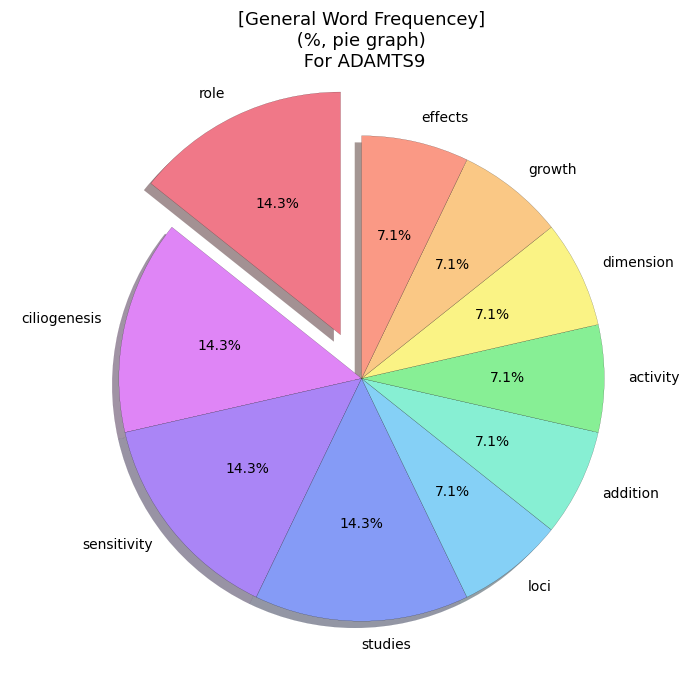 [General Word Frequencey]
(%, pie graph)
For ADAMTS9
role
14.3%
effects
7.1%
growth
7.1%
dimension
7.1%
activity
7.1%
addition
7.1%
loci
7.1%
studies
14.3%
sensitivity
14.3%
ciliogenesis
14.3%